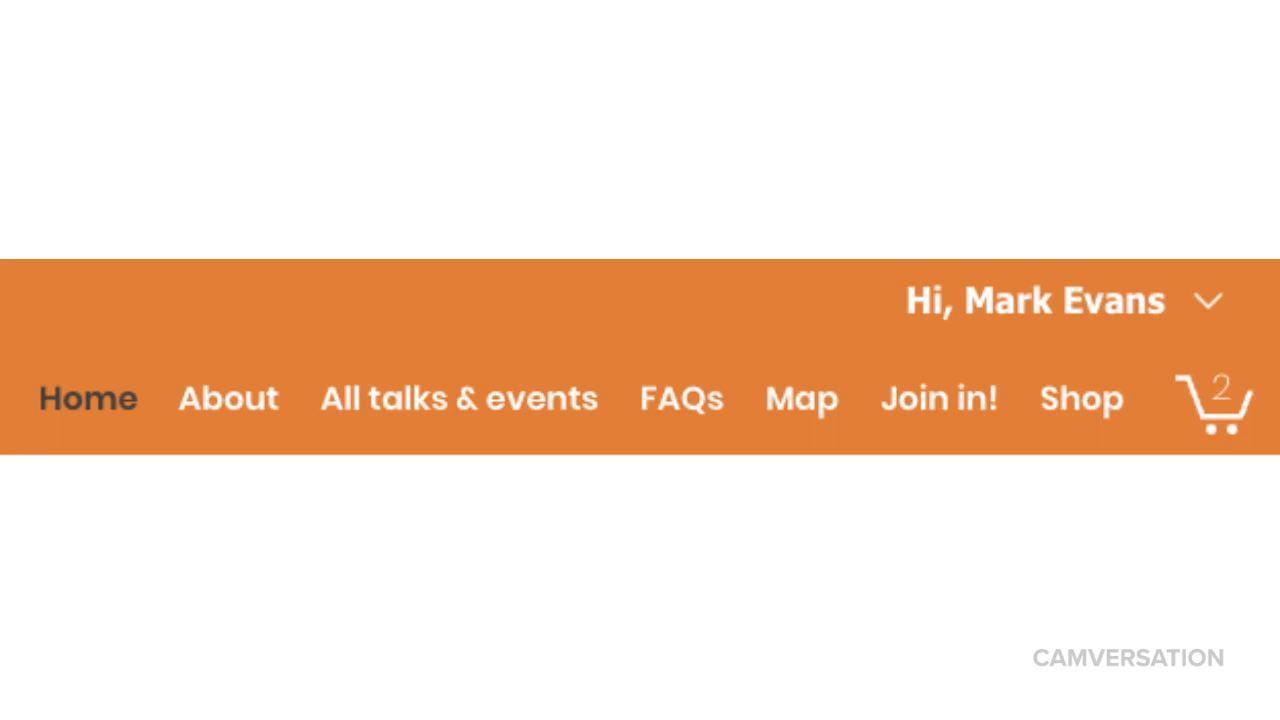 Hi, Mark Evans
Home About All talks & events FAQs Map Join in! Shop 2
CAMVERSATION